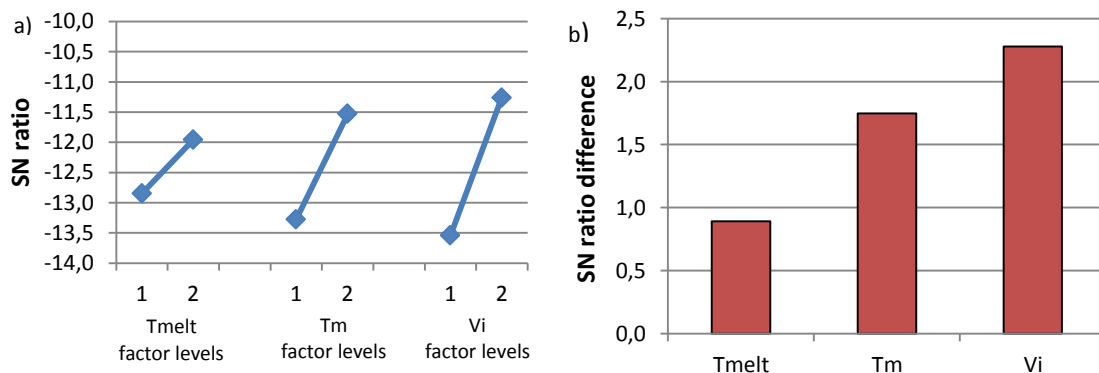 a)
SN ratio
-10,0
-10,5
-11,0
-11,5
-12,0
-12,5
-13,0
-13,5
-14,0
1 2 1 2 1 2
Tmelt Tm Vi
factor levels factor levels factor levels
b)
SN ratio difference
2,5
2,0
1,5
1,0
0,5
0,0
Tmelt Tm Vi